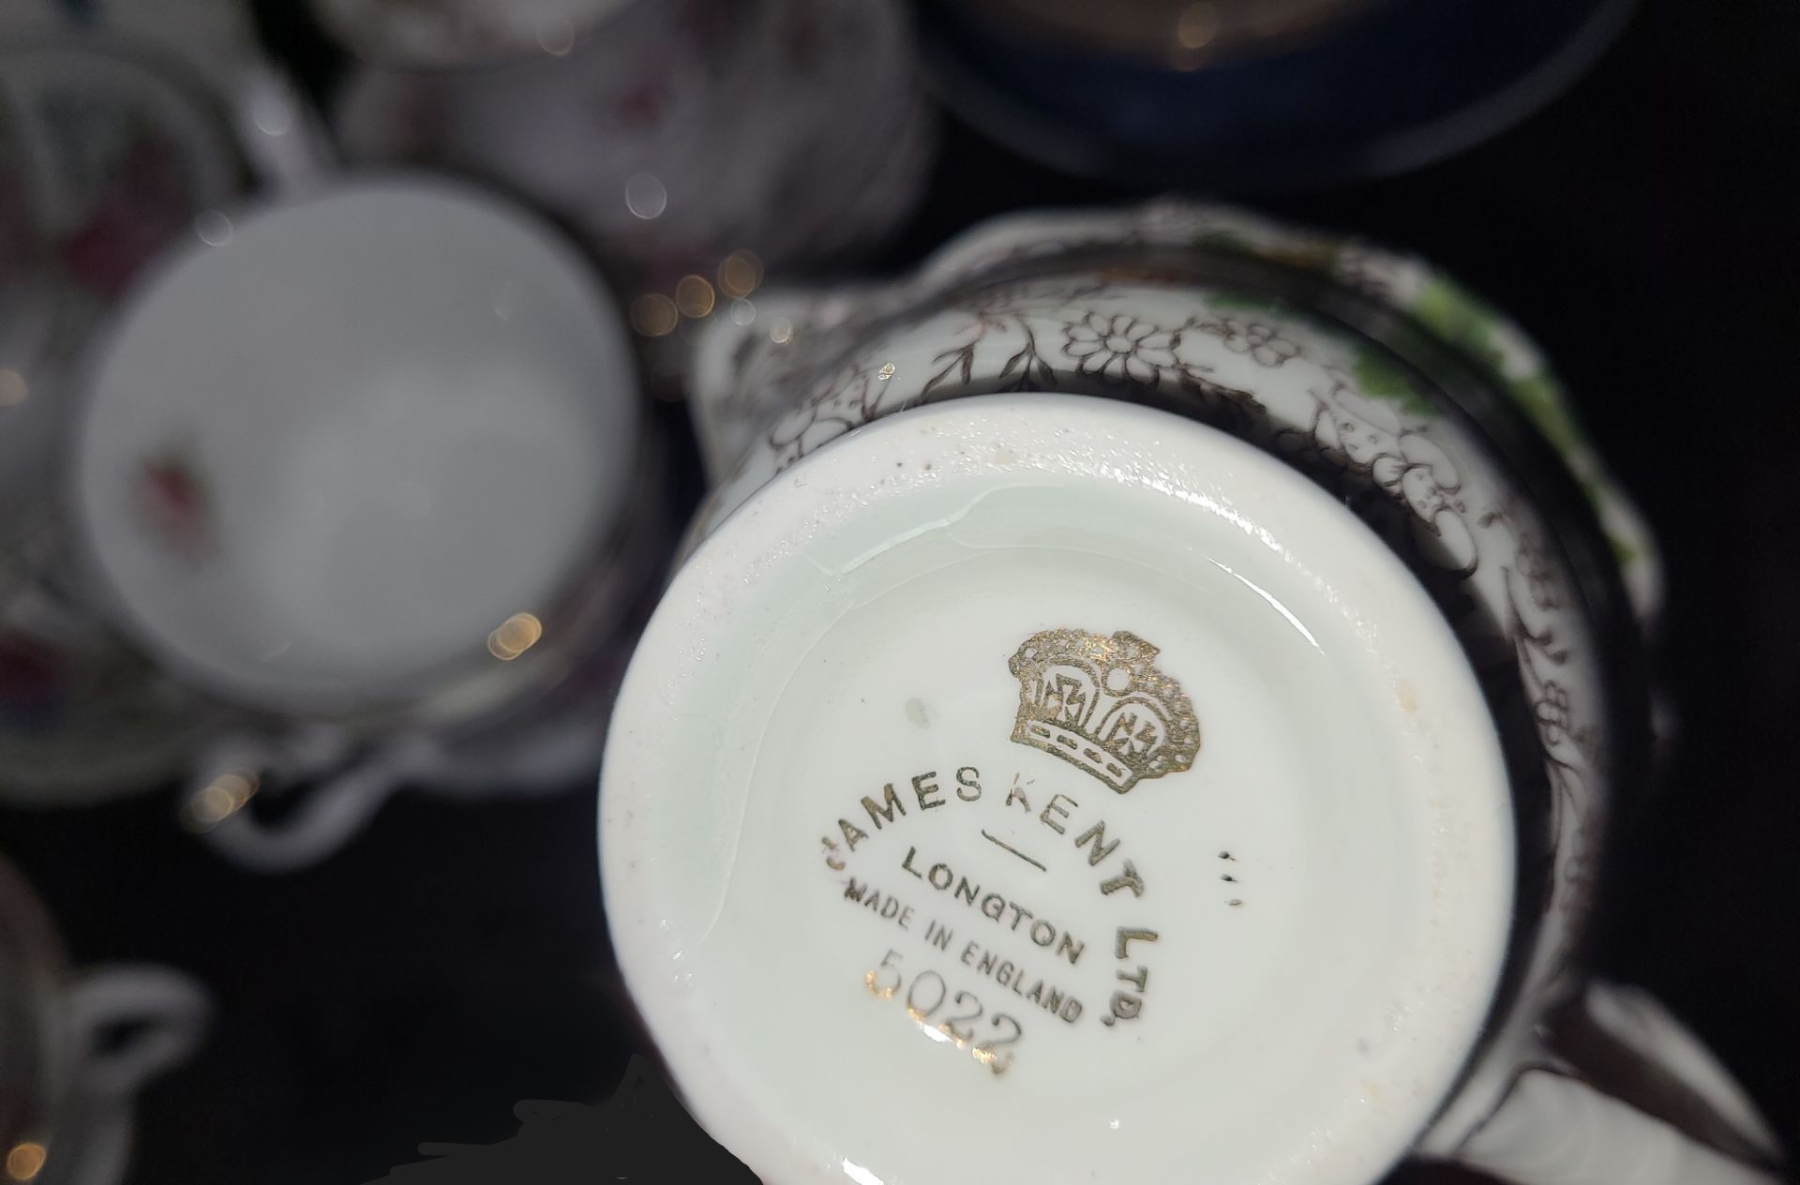 JAMES KENT LTD.
LONGTON
MADE IN ENGLAND
5022